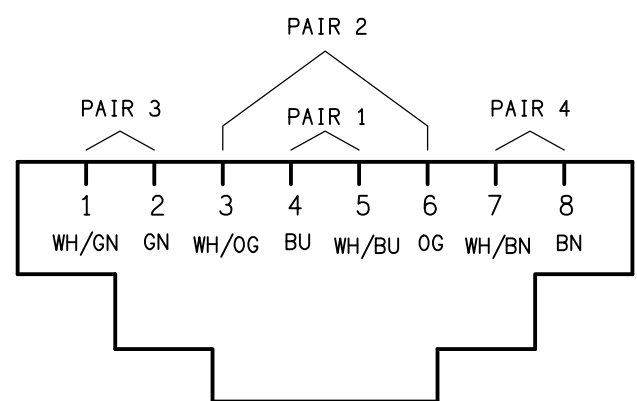 PAIR 2
PAIR 3
PAIR 1
PAIR 4
1 2 3 4 5 6 7 8
WH/GN GN WH/OG BU WH/BU OG WH/BN BN